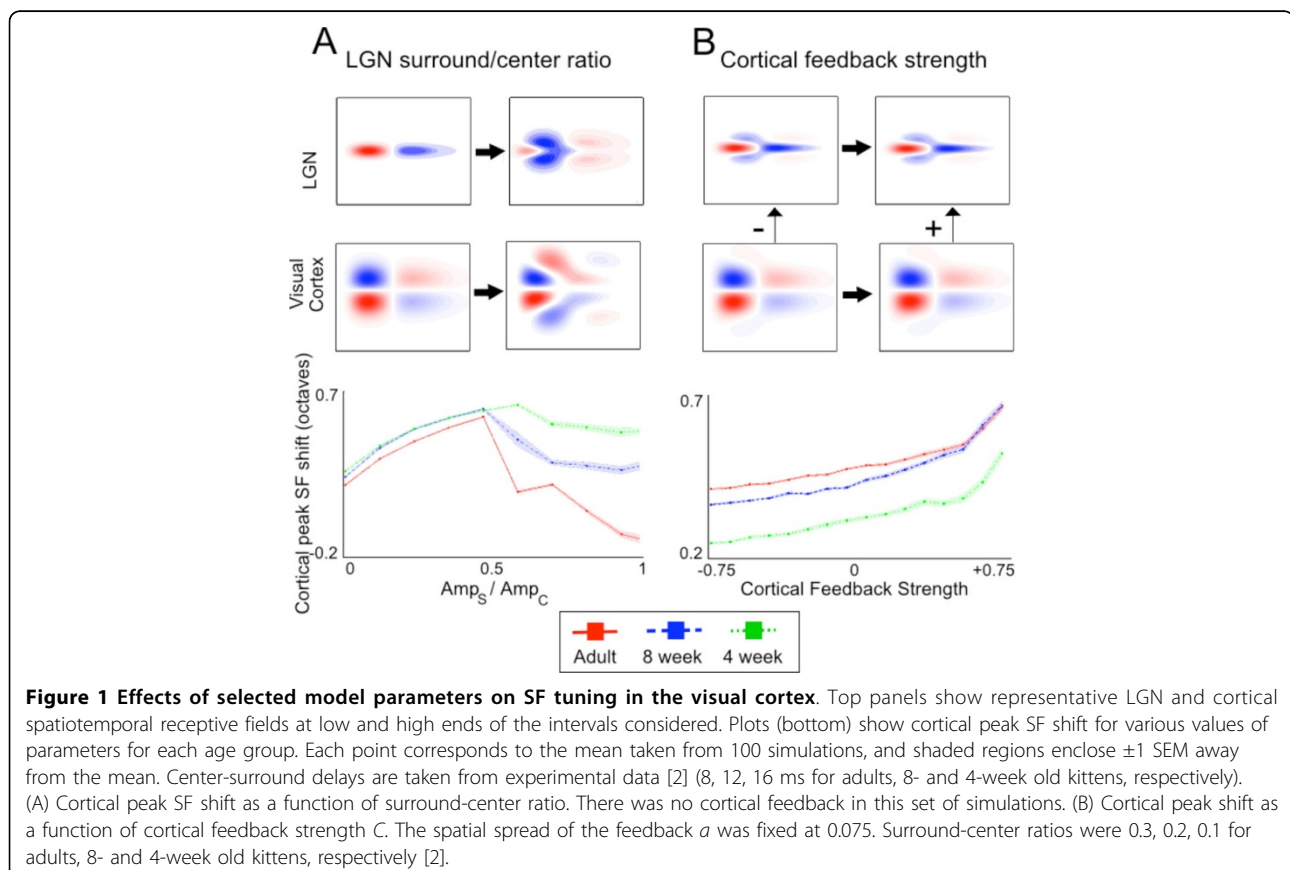 A
LGN surround/center ratio
B
Cortical feedback strength
LGN
-
+
Visual
Cortex
Cortical peak SF shift (octaves)
0.7
-0.2
0
0.5
1
Amp_S / Amp_C
0.7
0.2
-0.75
0
+0.75
Cortical Feedback Strength
Adult
8 week
4 week
Figure 1 Effects of selected model parameters on SF tuning in the visual cortex. Top panels show representative LGN and cortical
spatiotemporal receptive fields at low and high ends of the intervals considered. Plots (bottom) show cortical peak SF shift for various values of
parameters for each age group. Each point corresponds to the mean taken from 100 simulations, and shaded regions enclose ±1 SEM away
from the mean. Center-surround delays are taken from experimental data [2] (8, 12, 16 ms for adults, 8- and 4-week old kittens, respectively).
(A) Cortical peak SF shift as a function of surround-center ratio. There was no cortical feedback in this set of simulations. (B) Cortical peak shift as
a function of cortical feedback strength C. The spatial spread of the feedback a was fixed at 0.075. Surround-center ratios were 0.3, 0.2, 0.1 for
adults, 8- and 4-week old kittens, respectively [2].